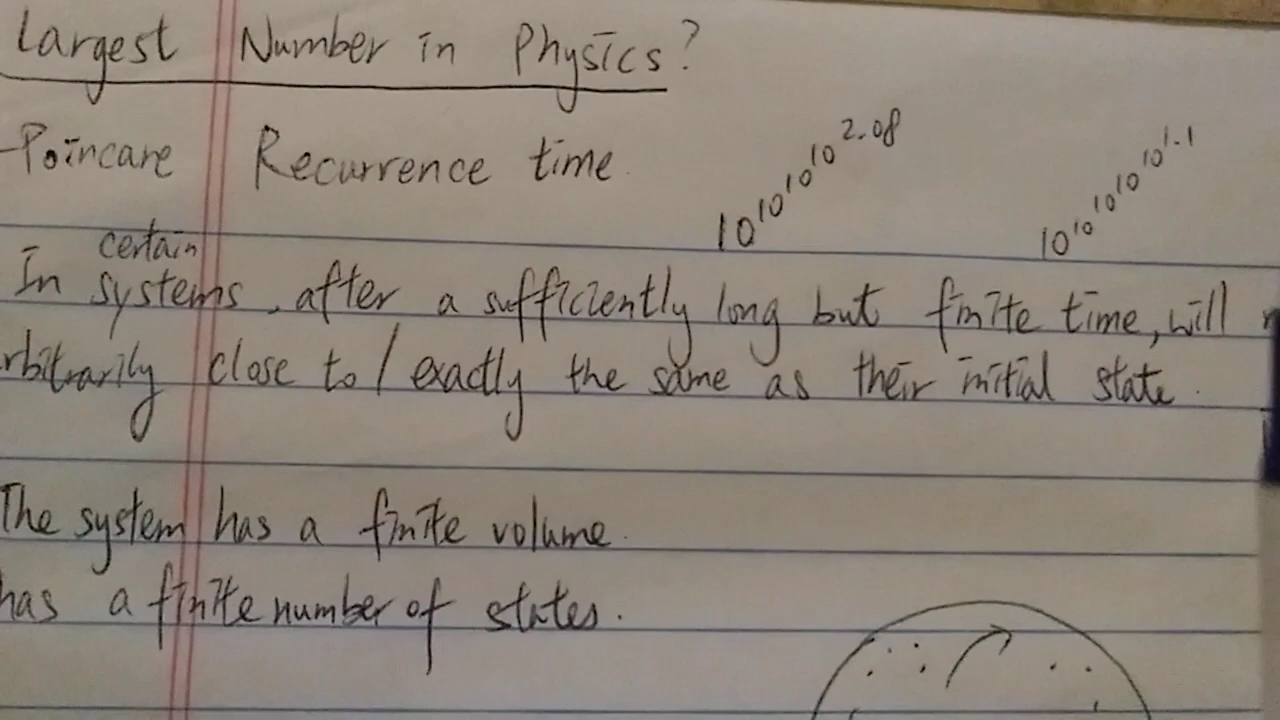 Largest Number in Physics?
Poincare Recurrence time 10^10^10^10^2.08 10^10^10^10^10^1.1
certain
In systems, after a sufficiently long but finite time, will
rbitrarily close to / exactly the same as their initial state.
The system has a finite volume.
has a finite number of states.